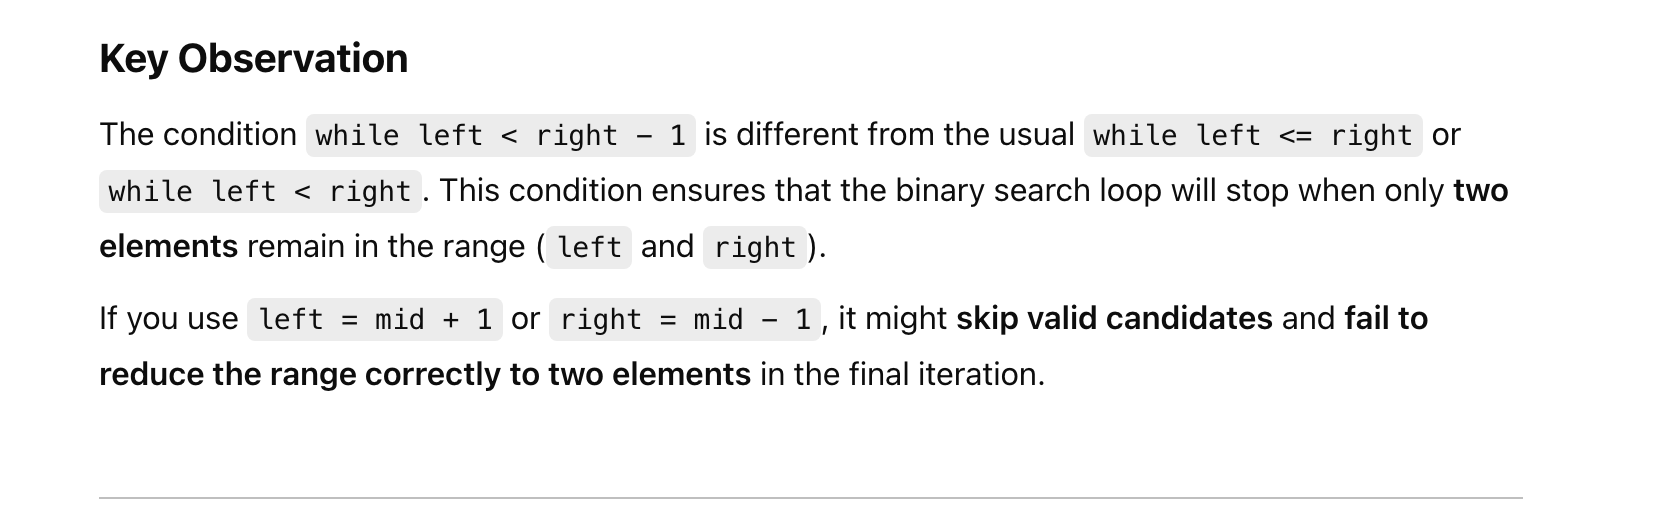 Key Observation
The condition while left < right - 1 is different from the usual while left <= right or
while left < right. This condition ensures that the binary search loop will stop when only two
elements remain in the range (left and right).
If you use left = mid + 1 or right = mid - 1, it might skip valid candidates and fail to
reduce the range correctly to two elements in the final iteration.